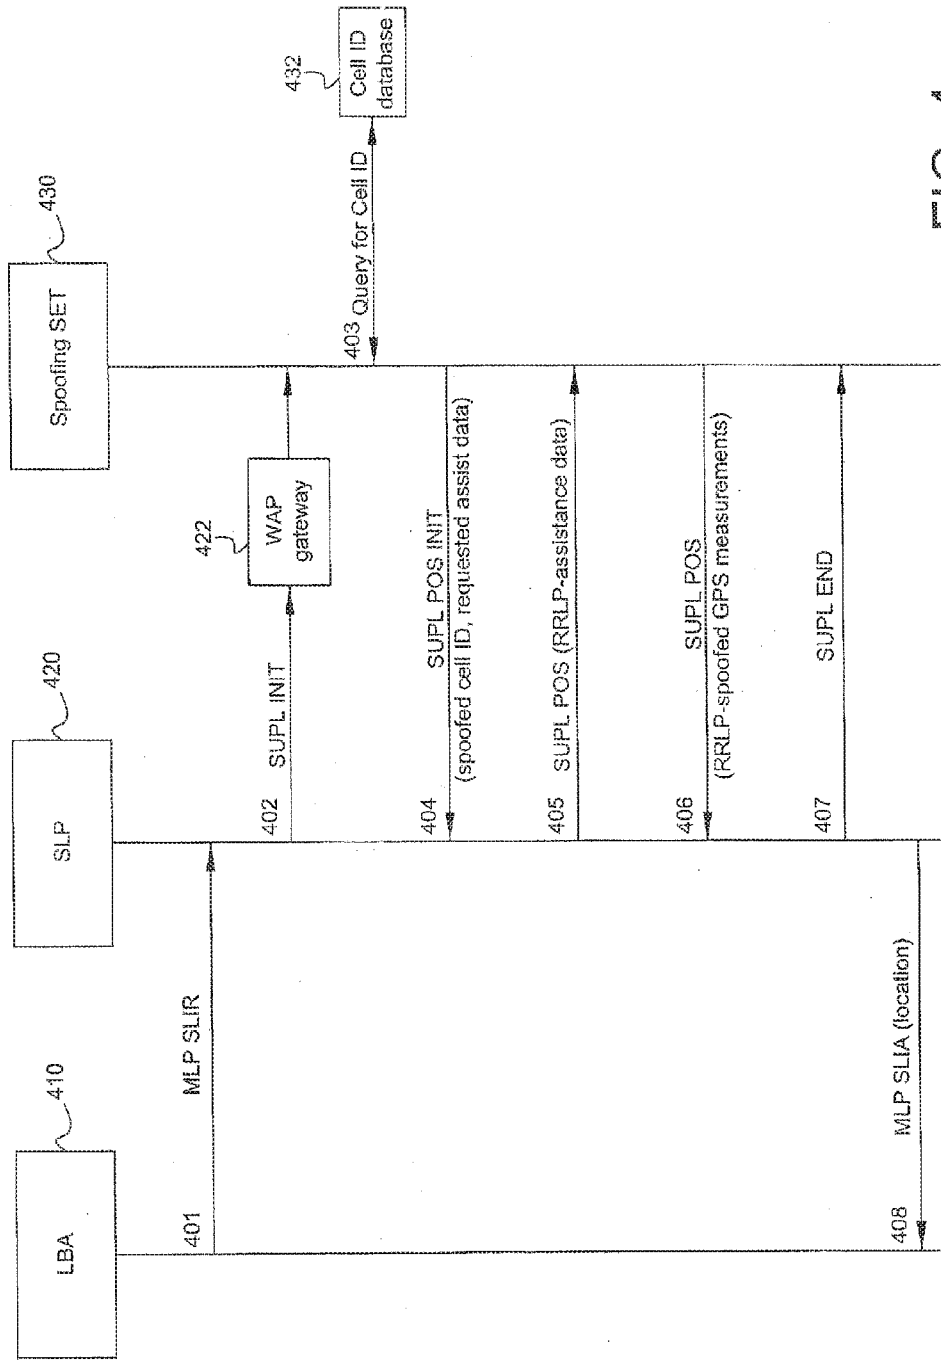 LBA
410
SLP
420
Spoofing SET
430
401
MLP SLIR
402
SUPL INIT
422
WAP
gateway
403
Query for Cell ID
432
Cell ID
database
404
SUPL POS INIT
(spoofed cell ID, requested assist data)
405
SUPL POS (RRLP-assistance data)
406
SUPL POS
(RRLP-spoofed GPS measurements)
407
SUPL END
408
MLP SLIA (location)